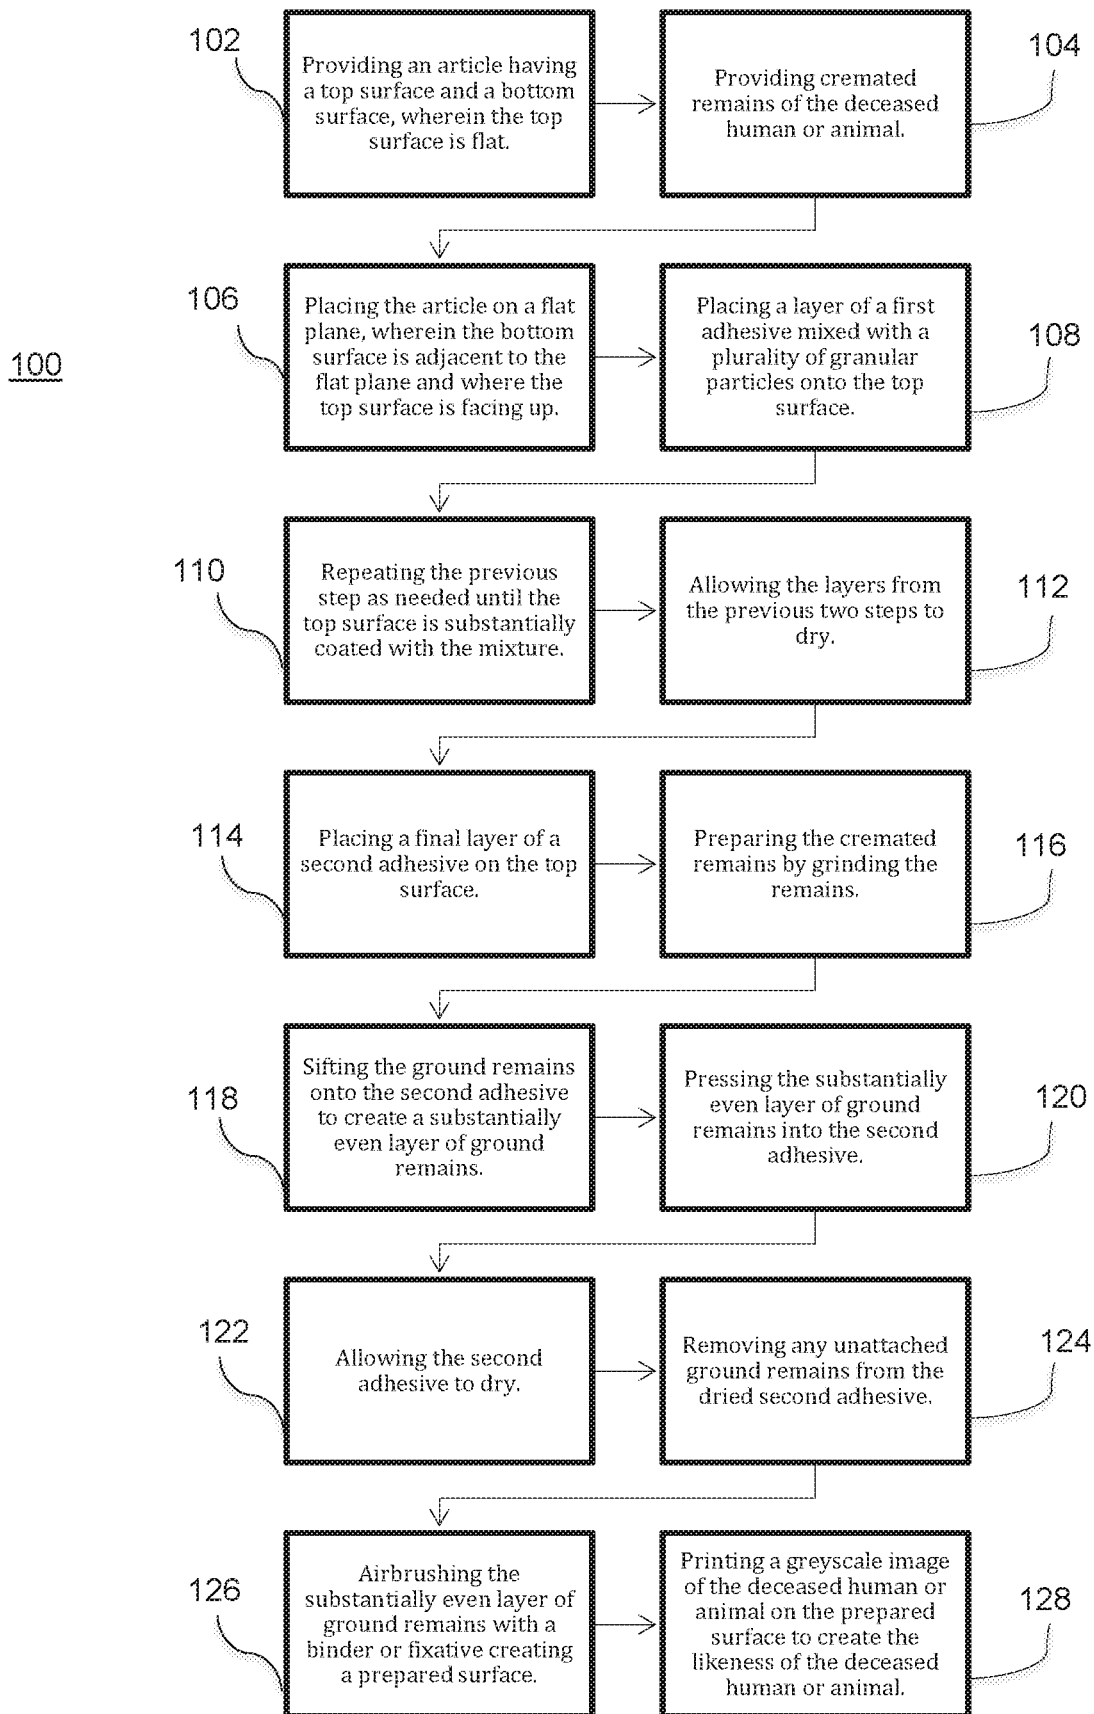 102
Providing an article having
a top surface and a bottom
surface, wherein the top
surface is flat.
Providing cremated
remains of the deceased
human or animal.
104
100
106
Placing the article on a flat
plane, wherein the bottom
surface is adjacent to the
flat plane and where the
top surface is facing up.
Placing a layer of a first
adhesive mixed with a
plurality of granular
particles onto the top
surface.
108
110
Repeating the previous
step as needed until the
top surface is substantially
coated with the mixture.
Allowing the layers from
the previous two steps to
dry.
112
114
Placing a final layer of a
second adhesive on the top
surface.
Preparing the cremated
remains by grinding the
remains.
116
118
Sifting the ground remains
onto the second adhesive
to create a substantially
even layer of ground
remains.
Pressing the substantially
even layer of ground
remains into the second
adhesive.
120
122
Allowing the second
adhesive to dry.
Removing any unattached
ground remains from the
dried second adhesive.
124
126
Airbrushing the
substantially even layer of
ground remains with a
binder or fixative creating
a prepared surface.
Printing a greyscale image
of the deceased human or
animal on the prepared
surface to create the
likeness of the deceased
human or animal.
128